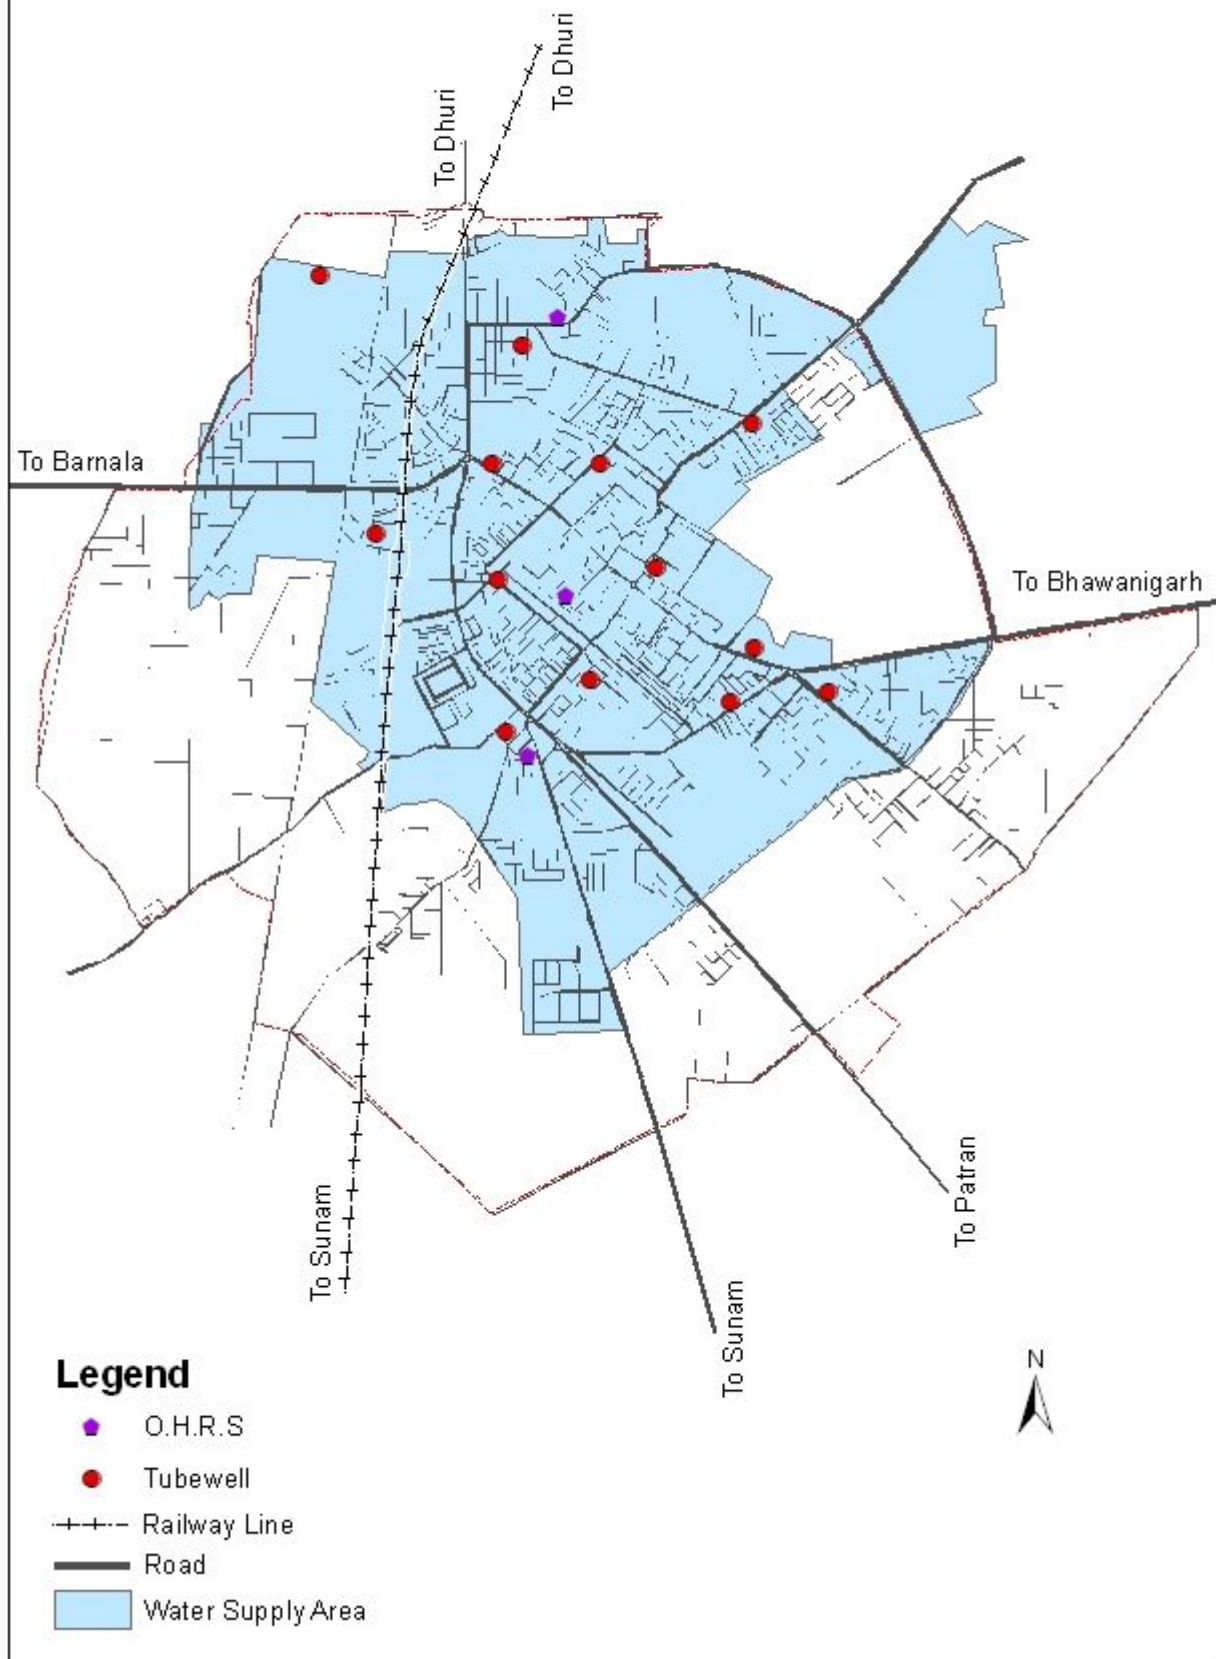 To Dhuri
To Dhuri
To Barnala
To Bhawanigarh
To Patran
To Sunam
To Sunam
N
Legend
O.H.R.S
Tubewell
Railway Line
Road
Water Supply Area